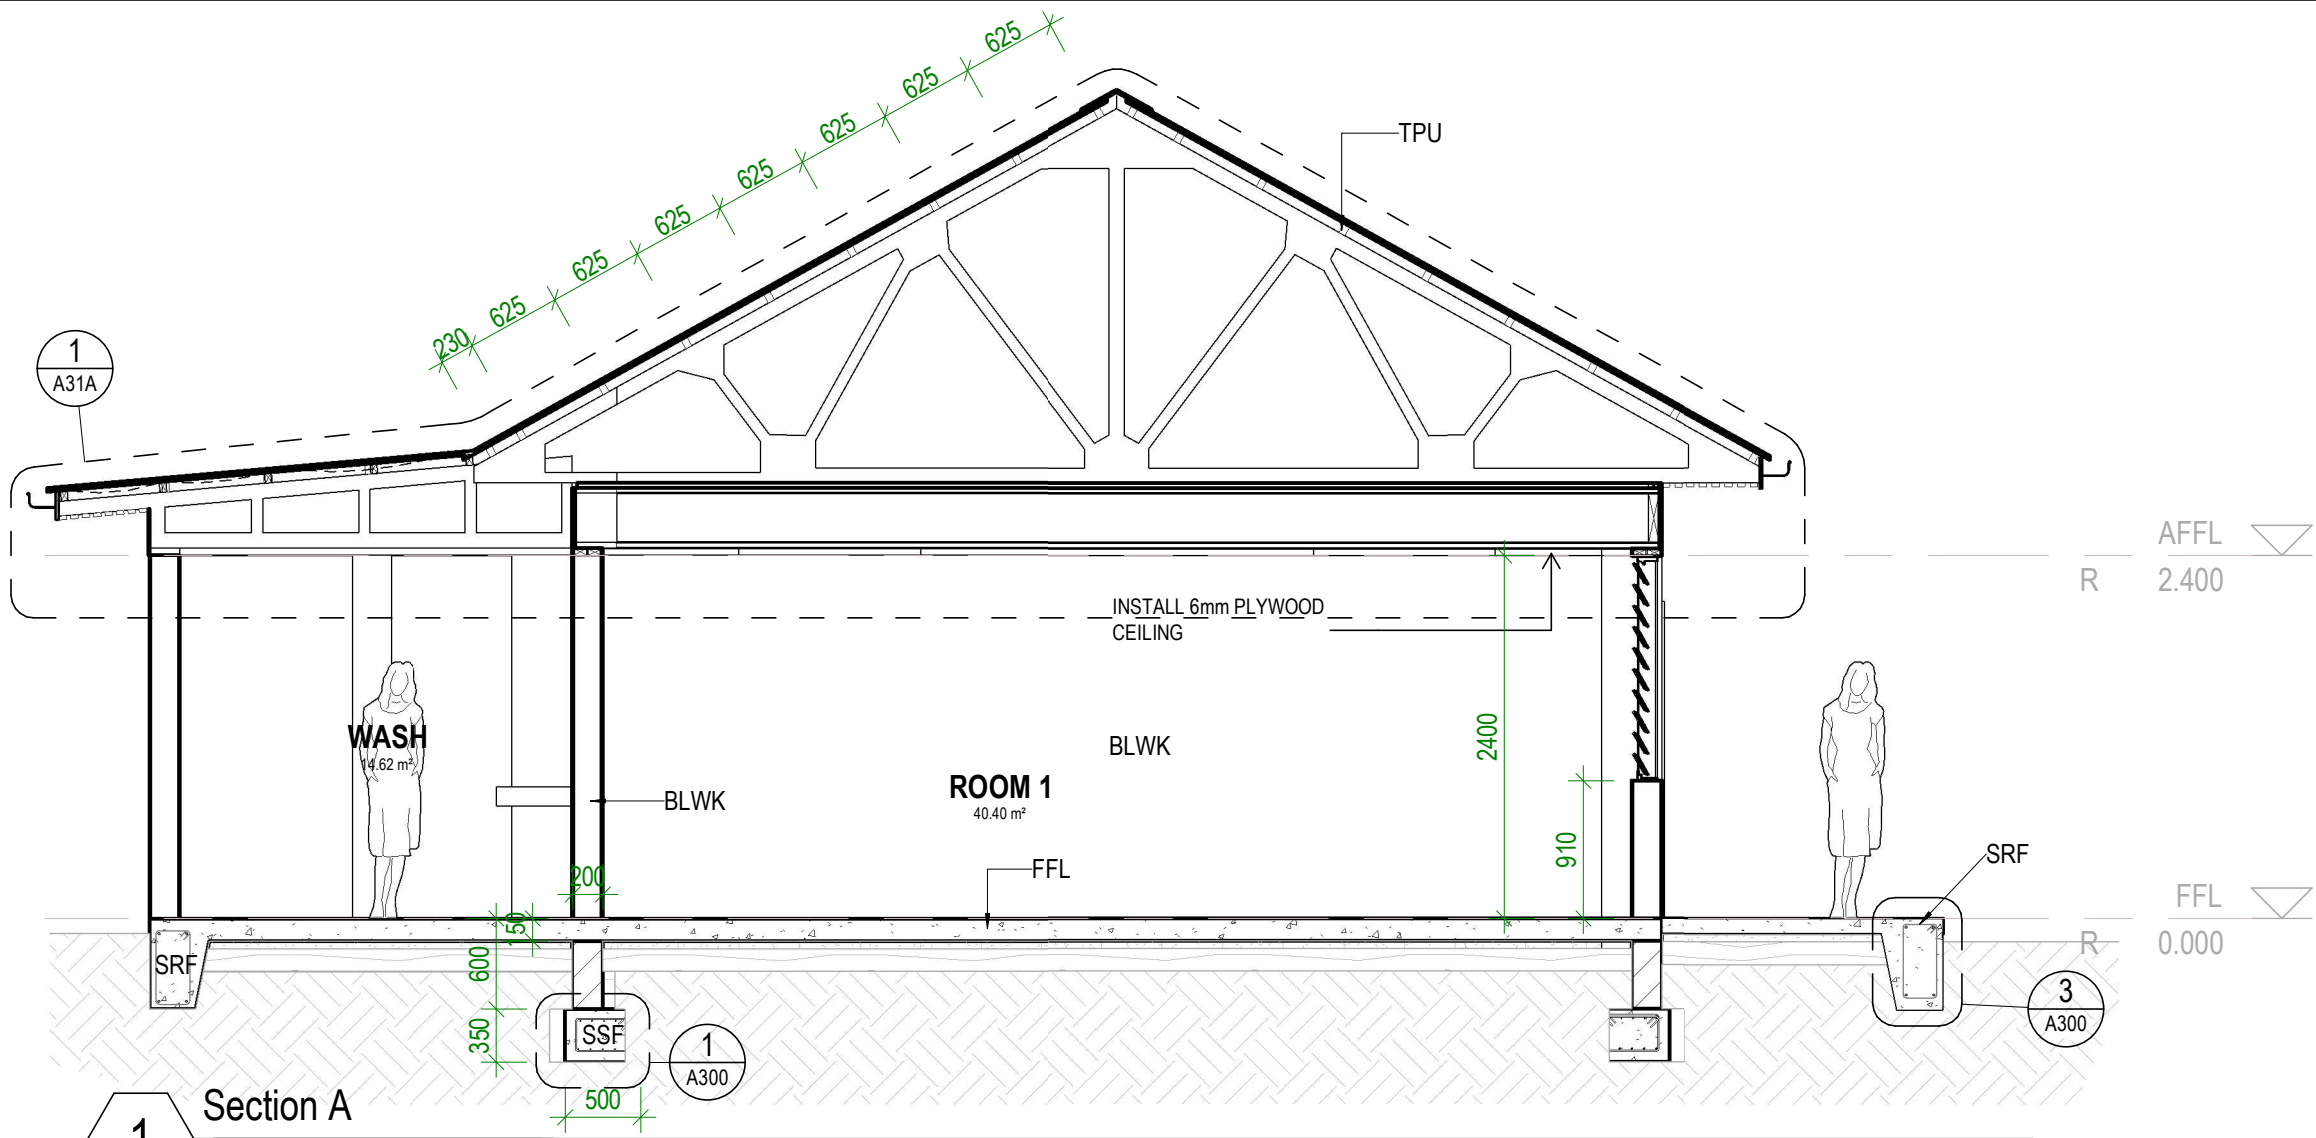 625
625
625
625
625
625
625
625
230
TPU
1
A31A
AFFL
R 2.400
INSTALL 6mm PLYWOOD
CEILING
WASH
14.62 m²
BLWK
2400
BLWK
ROOM 1
40.40 m²
910
SRF
FFL
200
FFL
150
R 0.000
600
SRF
3
A300
350
SSF
1
A300
500
Section A
1